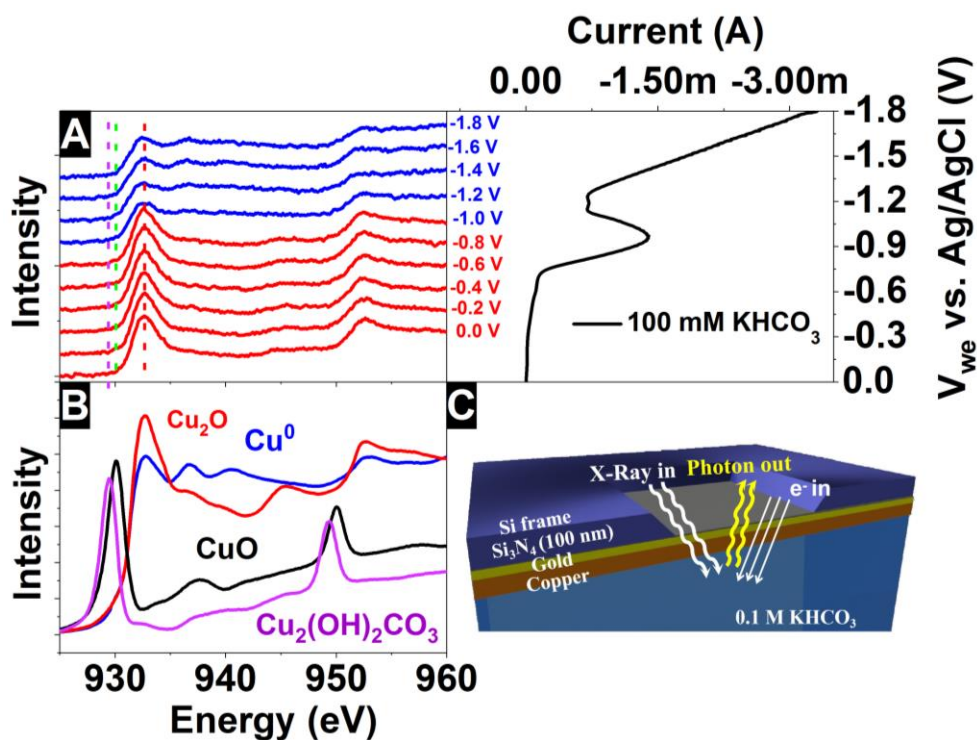 Current (A)
0.00 -1.50m -3.00m
A
-1.8 V
-1.6 V
-1.4 V
-1.2 V
-1.0 V
-0.8 V
-0.6 V
-0.4 V
-0.2 V
0.0 V
Intensity
100 mM KHCO₃
-1.8
-1.5
-1.2
-0.9
-0.6
-0.3
0.0
V_we vs. Ag/AgCl (V)
B
Cu₂O
Cu⁰
CuO
Cu₂(OH)₂CO₃
Intensity
930 940 950 960
Energy (eV)
C
X-Ray in
Photon out
e⁻ in
Si frame
Si₃N₄ (100 nm)
Gold
Copper
0.1 M KHCO₃